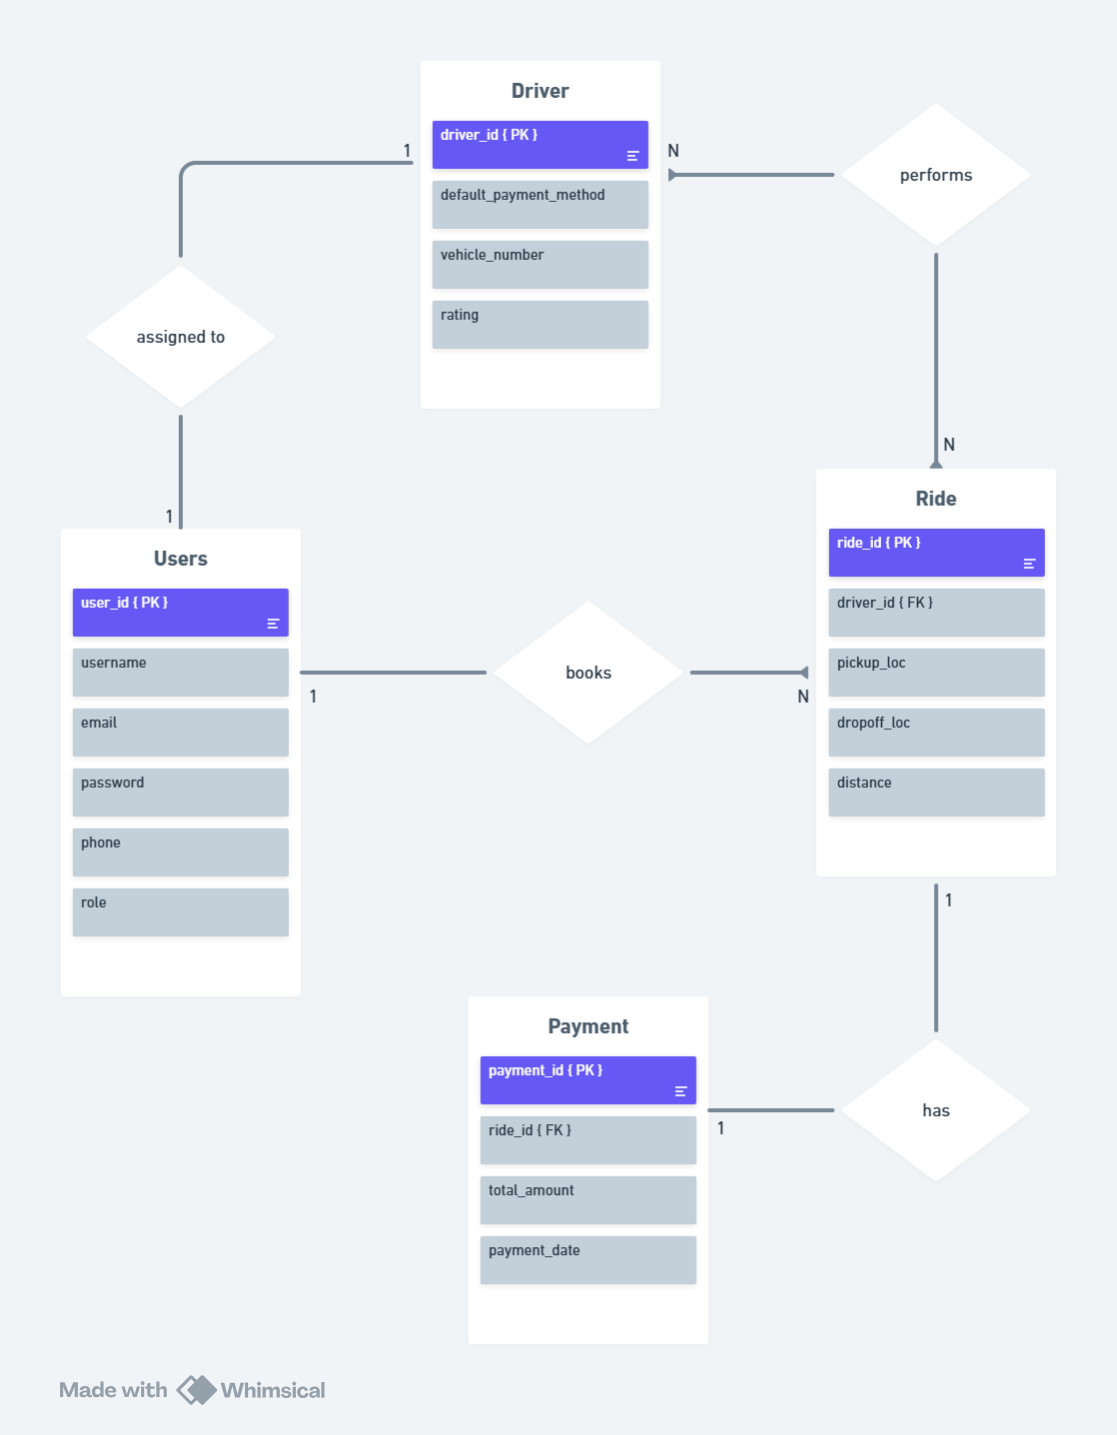 Driver
driver_id { PK }
default_payment_method
vehicle_number
rating
1
N
performs
assigned to
N
1
Users
user_id { PK }
username
email
password
phone
role
1
books
N
Ride
ride_id { PK }
driver_id { FK }
pickup_loc
dropoff_loc
distance
1
Payment
payment_id { PK }
ride_id { FK }
total_amount
payment_date
1
has
Made with Whimsical